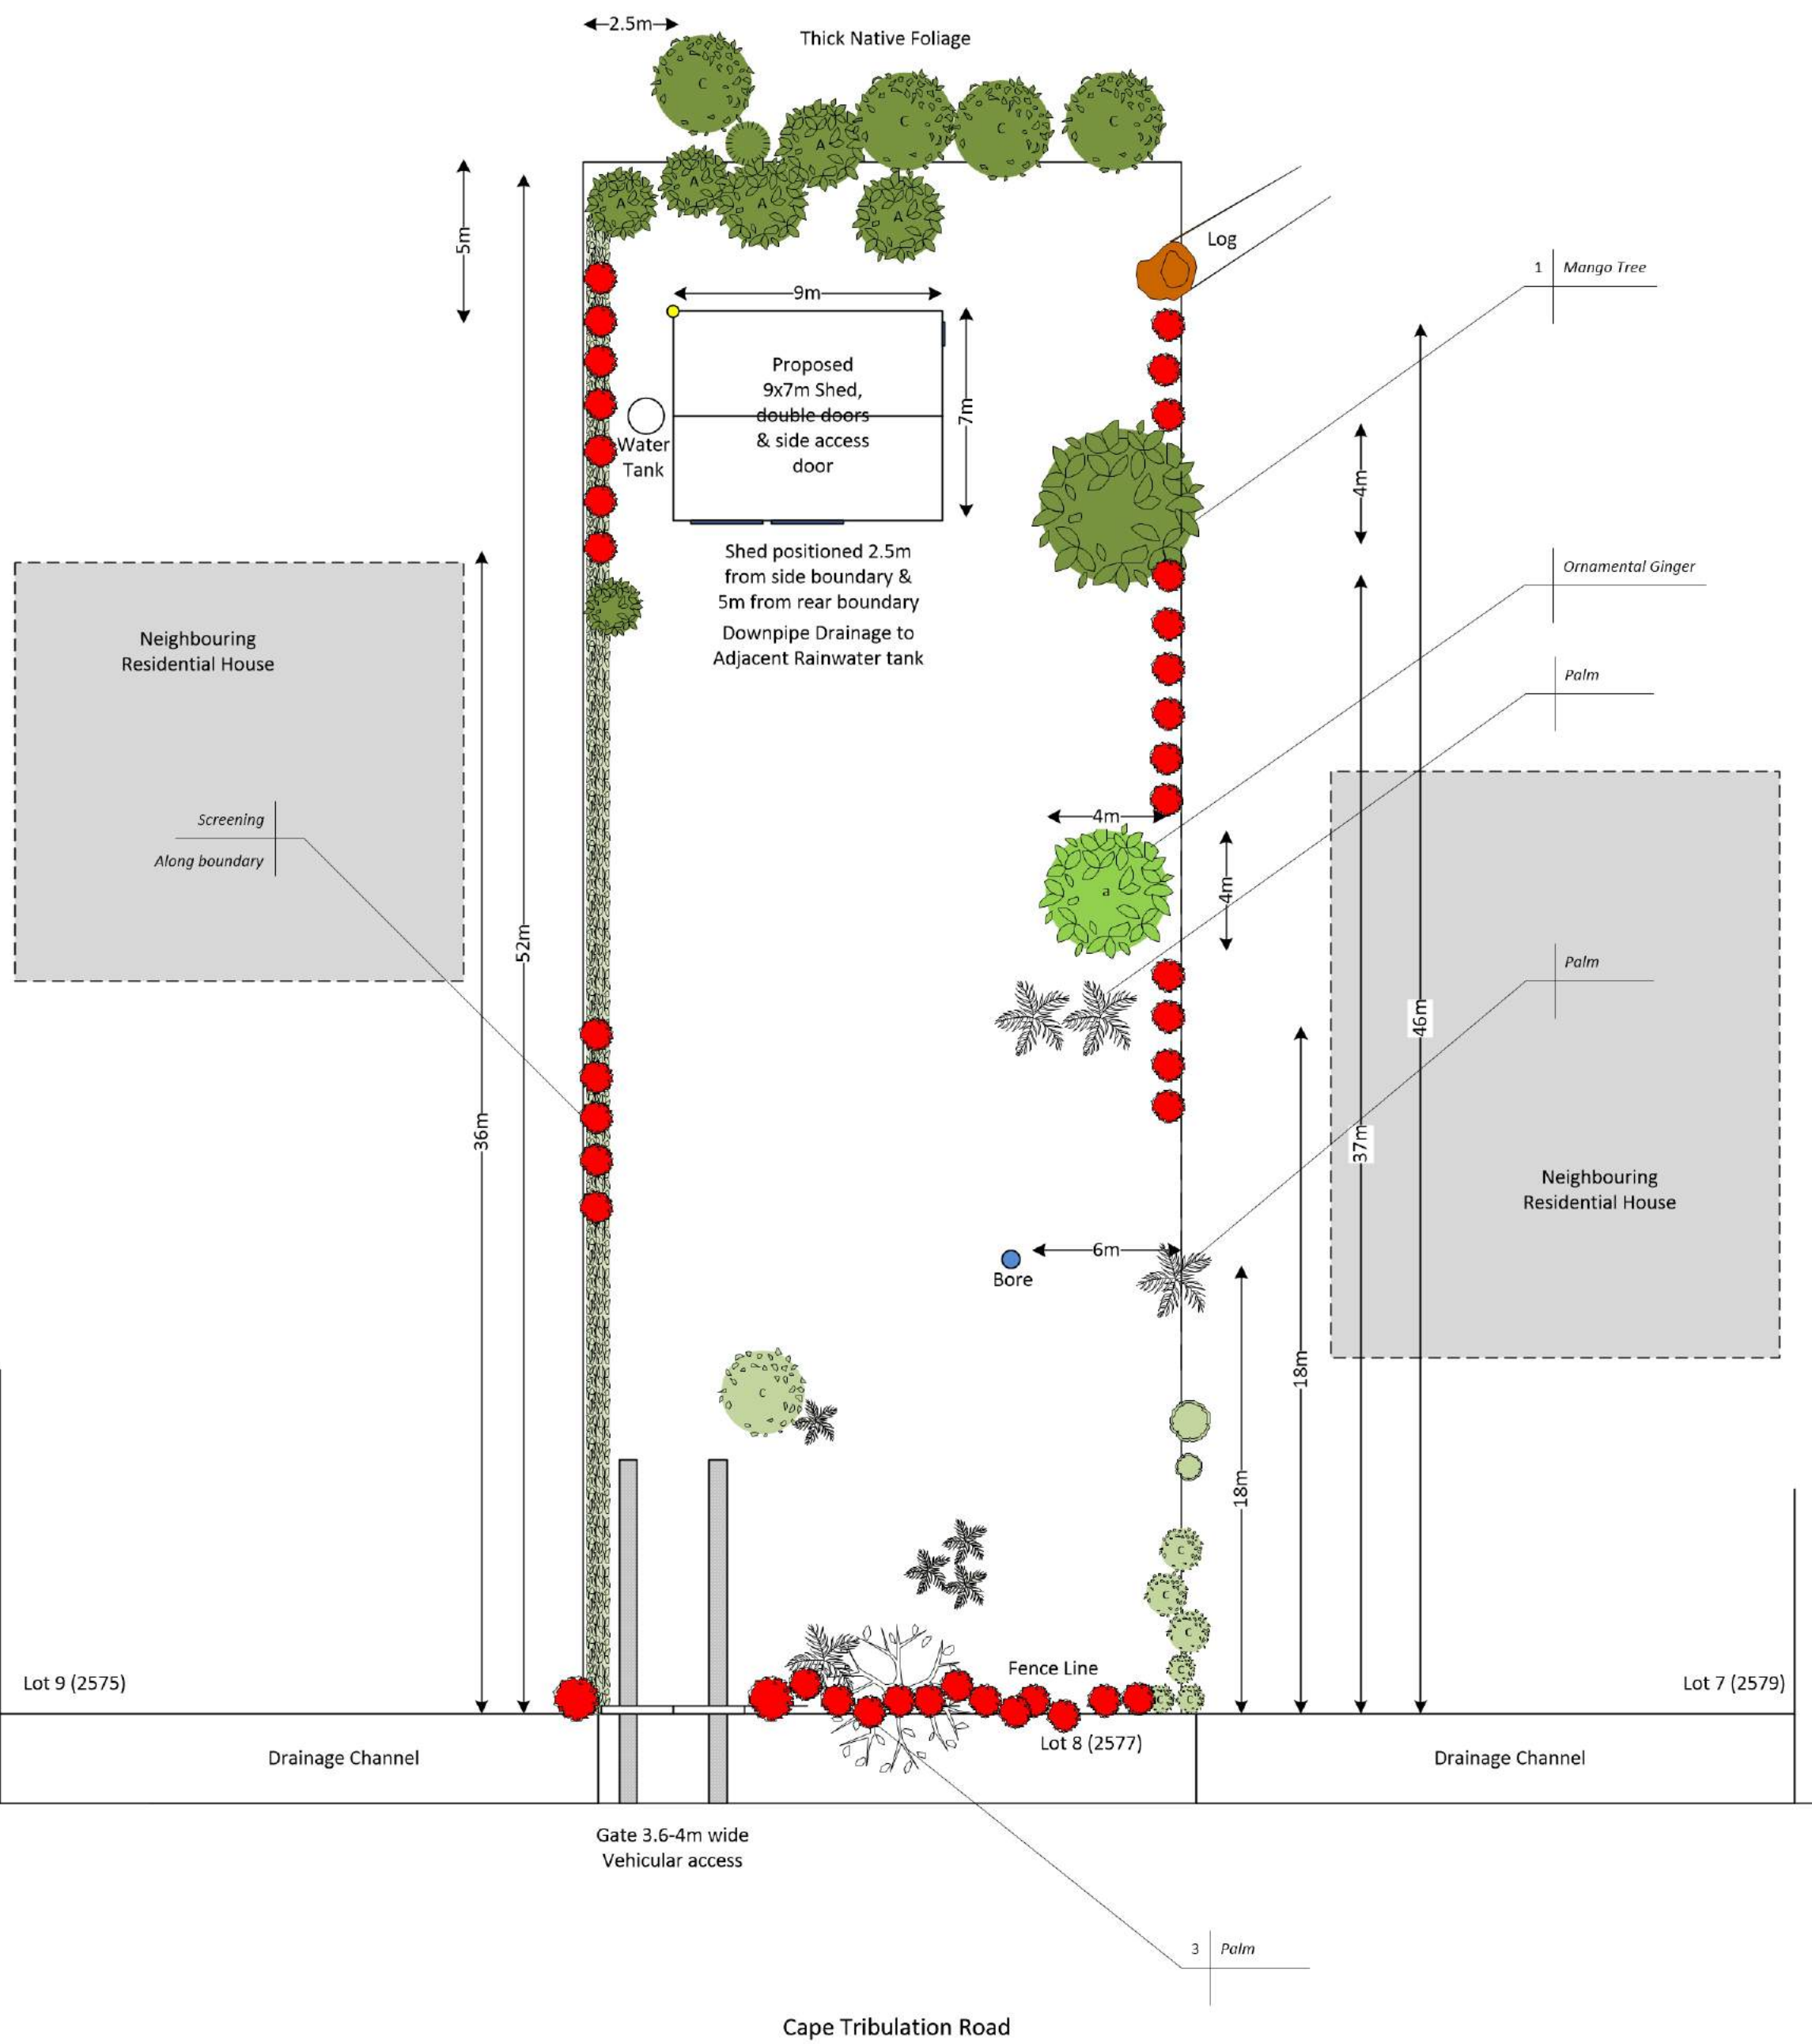 2.5m
Thick Native Foliage
C
C
C
C
A
A
A
A
A
5m
Log
1 Mango Tree
9m
Proposed
9x7m Shed,
double doors
& side access
door
7m
Water
Tank
4m
Shed positioned 2.5m
from side boundary &
5m from rear boundary
Downpipe Drainage to
Adjacent Rainwater tank
Ornamental Ginger
Neighbouring
Residential House
Palm
Screening
Along boundary
4m
a
4m
52m
Palm
46m
36m
37m
Neighbouring
Residential House
6m
Bore
18m
C
18m
C
C
C
C
C
C
Fence Line
Lot 9 (2575)
Lot 7 (2579)
Lot 8 (2577)
Drainage Channel
Drainage Channel
Gate 3.6-4m wide
Vehicular access
3 Palm
Cape Tribulation Road